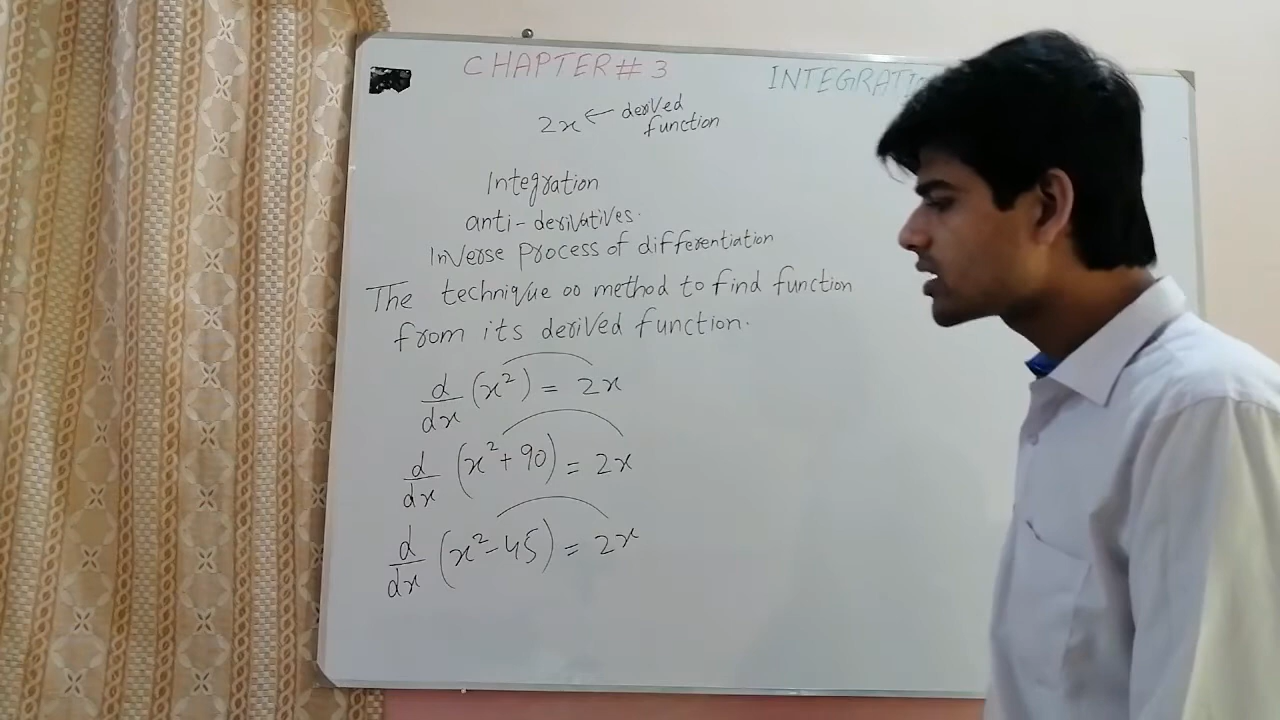 CHAPTER # 3
INTEGRATI
2x ← derived
function
Integration
anti-derivatives.
Inverse Process of differentiation
The technique oo method to find function
from its derived function.
d/dx (x²) = 2x
d/dx (x² + 90) = 2x
d/dx (x² - 45) = 2x